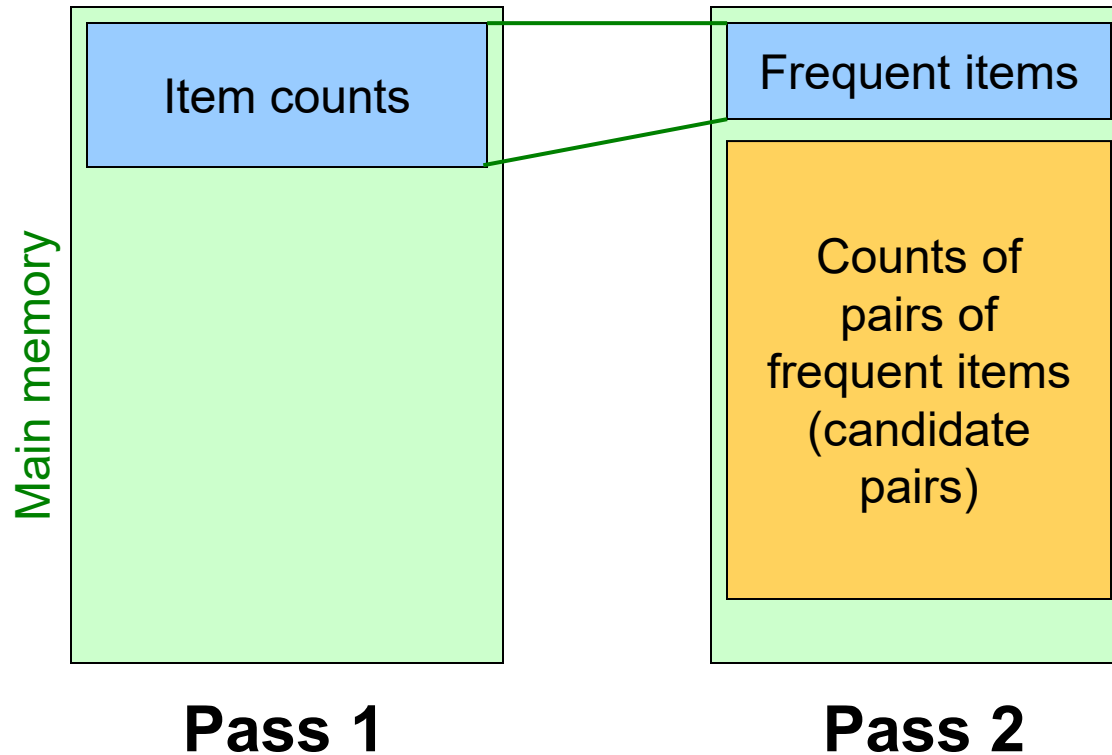 Main memory
Item counts
Frequent items
Counts of
pairs of
frequent items
(candidate
pairs)
Pass 1
Pass 2